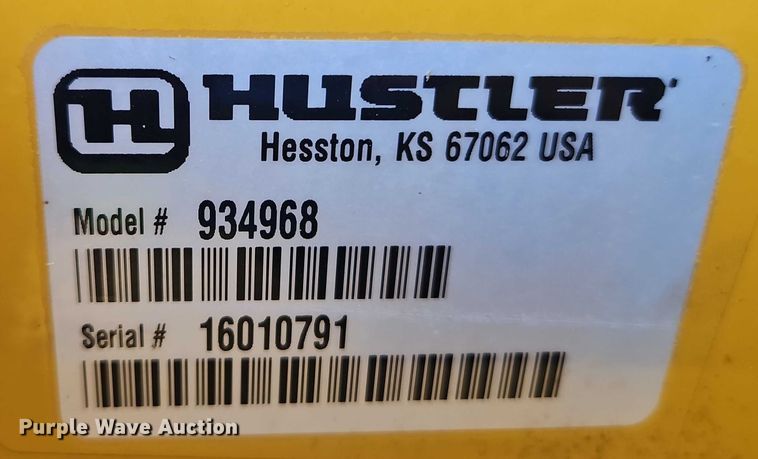 H HUSTLER
Hesston, KS 67062 USA
Model # 934968
Serial # 16010791
Purple Wave Auction